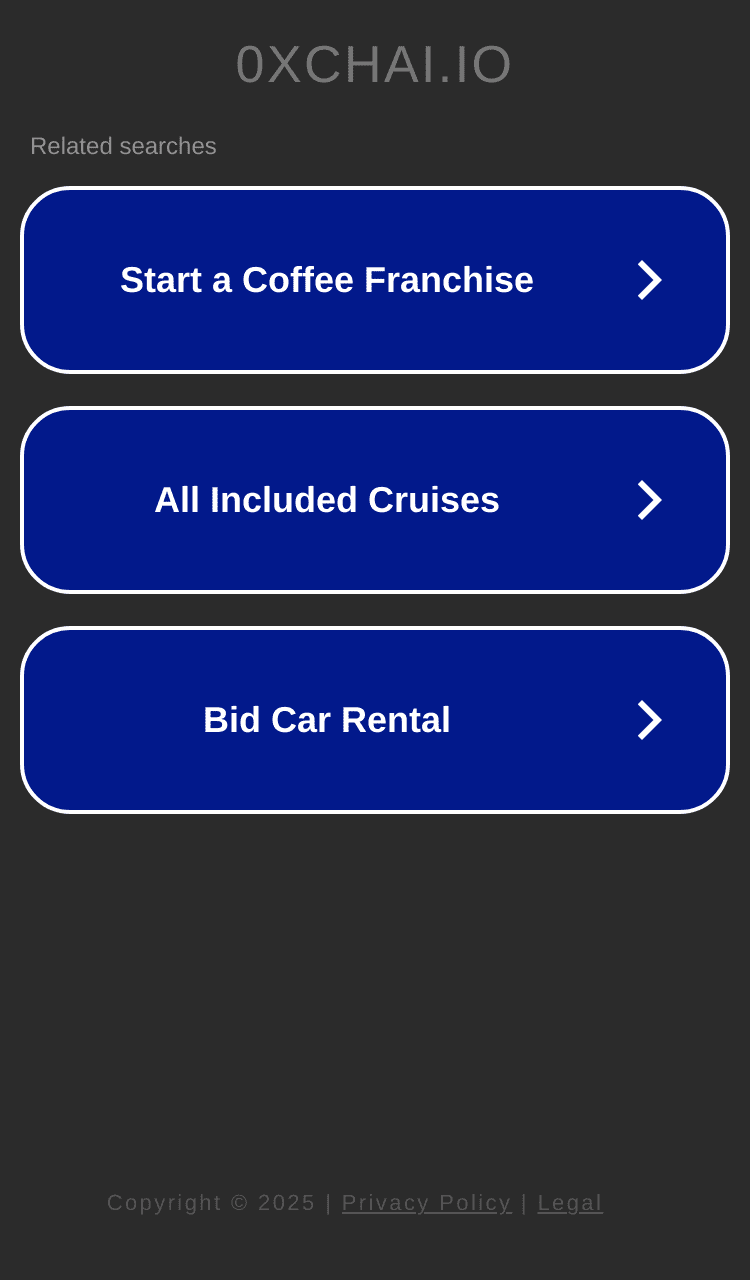 0XCHAI.IO
Related searches
Start a Coffee Franchise
All Included Cruises
Bid Car Rental
Copyright © 2025 | Privacy Policy | Legal